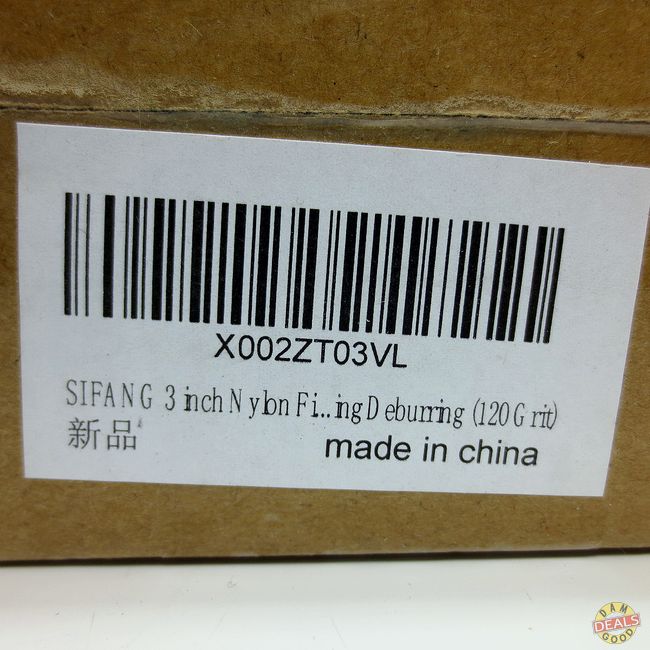 X002ZT03VL
SIFANG 3 inch Nylon Fi...ing Deburring (120 Grit)
新品
made in china
DAM
DEALS
GOOD